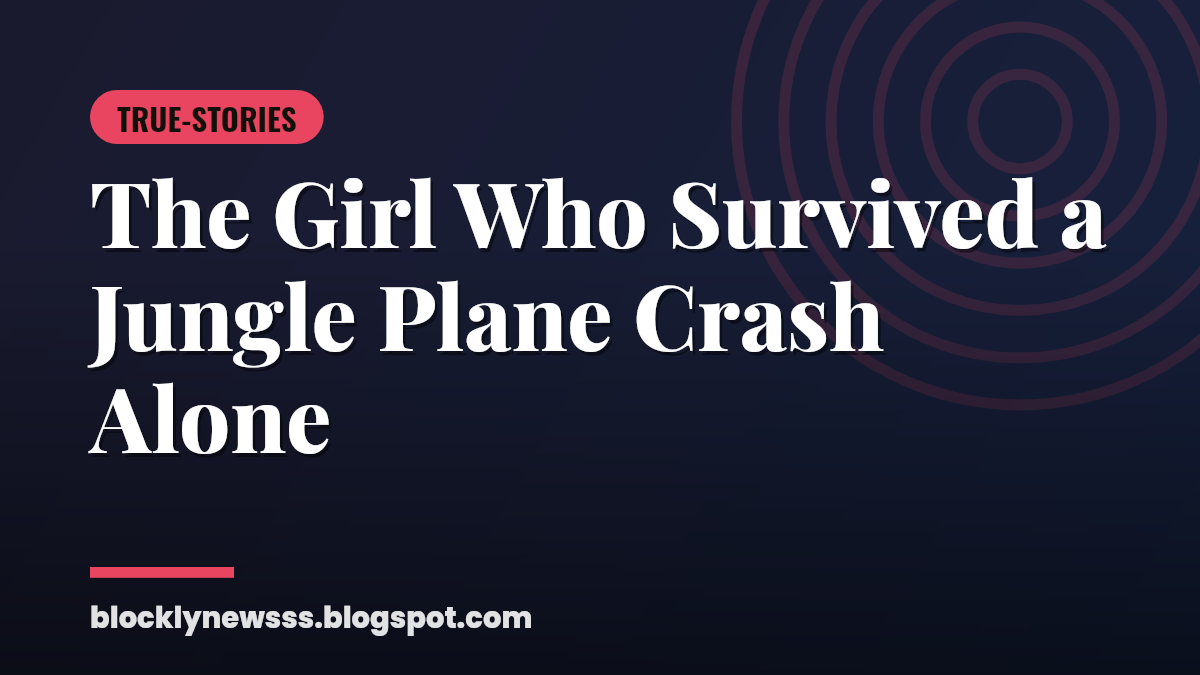 TRUE-STORIES
The Girl Who Survived a
Jungle Plane Crash
Alone
blocklynewsss.blogspot.com